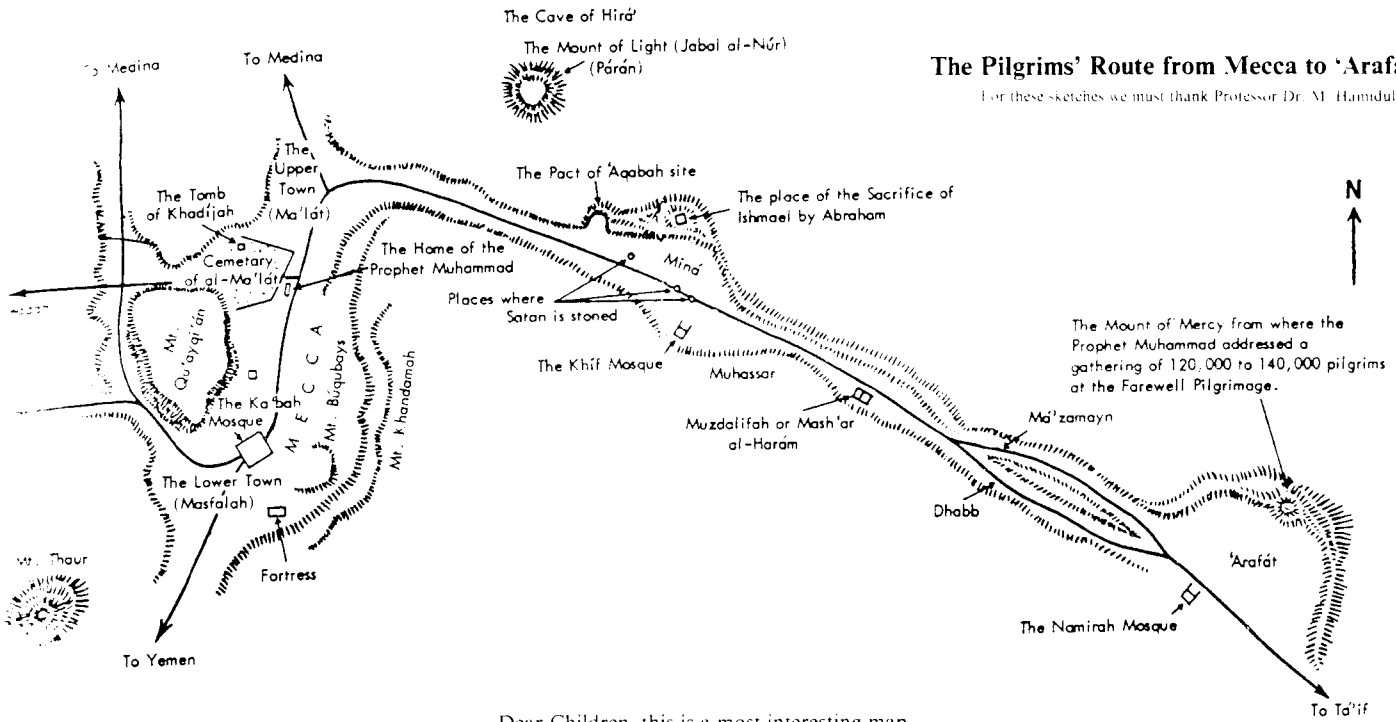 The Cave of Hirá'
The Mount of Light (Jabal al-Núr)
(Párán)
The Pilgrims' Route from Mecca to 'Arafá
For these sketches we must thank Professor Dr. M. Hamidul
To Medina
To Medina
The
Upper
Town
(Ma'lát)
The Tomb
of Khadíjah
Cemetary
of al-Ma'lát
The Home of the
Prophet Muhammad
The Pact of 'Aqabah site
The place of the Sacrifice of
Ishmael by Abraham
N
Miná
Places where
Satan is stoned
Mt.
Qu'ayqi'án
MECCA
Mt. Búqubays
Mt. Khandamah
The Khíf Mosque
Muhassar
The Mount of Mercy from where the
Prophet Muhammad addressed a
gathering of 120,000 to 140,000 pilgrims
at the Farewell Pilgrimage.
The Ka'bah
Mosque
Muzdalifah or Mash'ar
al-Harám
Má'zamayn
The Lower Town
(Masfalah)
Dhabb
Mt. Thaur
Fortress
'Arafát
The Namirah Mosque
To Yemen
To Ta'if
Dear Children, this is a most interesting map